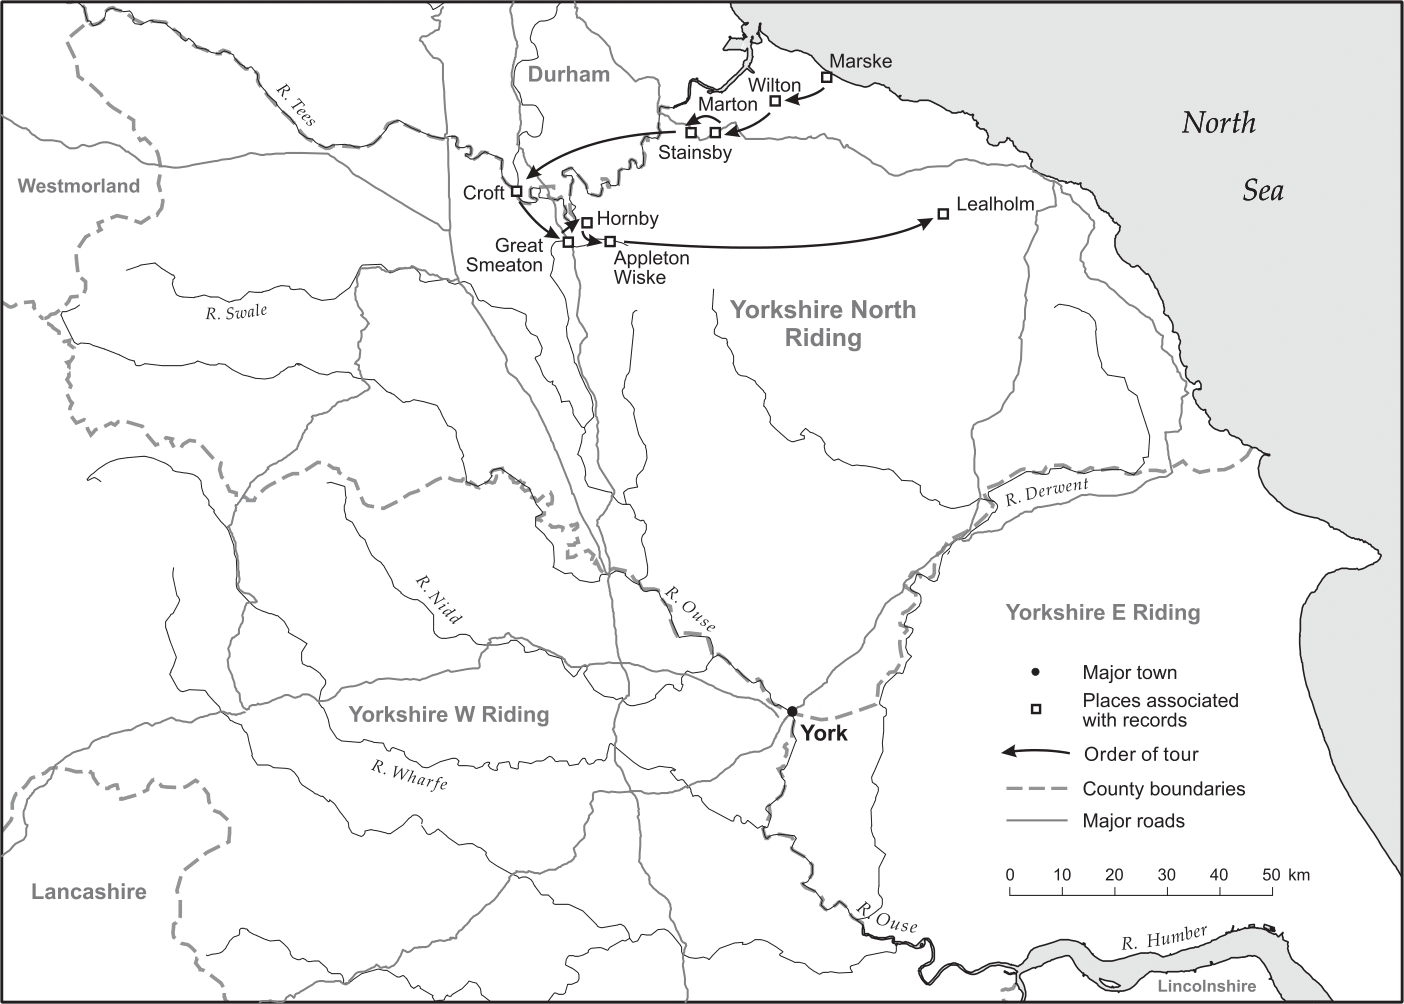 Marske
Durham
Wilton
R. Tees
Marton
North
Stainsby
Westmorland
Sea
Croft
Lealholm
Hornby
Great
Smeaton
Appleton
Wiske
R. Swale
Yorkshire North
Riding
R. Derwent
R. Nidd
R. Ouse
Yorkshire E Riding
Major town
Places associated
with records
Yorkshire W Riding
York
Order of tour
R. Wharfe
County boundaries
Major roads
0 10 20 30 40 50 km
Lancashire
R. Ouse
R. Humber
Lincolnshire